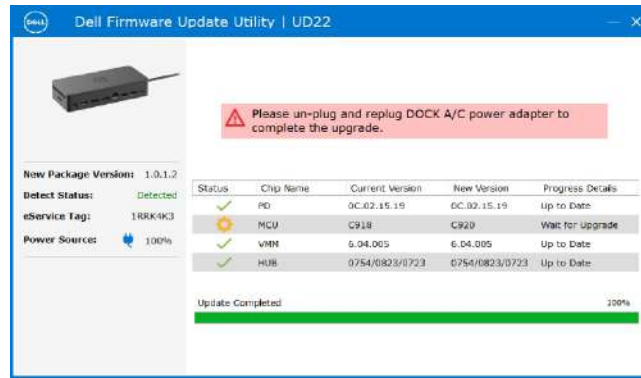 DELL
Dell Firmware Update Utility | UD22
Please un-plug and replug DOCK A/C power adapter to
complete the upgrade.
New Package Version: 1.0.1.2
Detect Status: Detected
eService Tag: 1RRK4K3
Power Source: 100%
Status Chip Name Current Version New Version Progress Details
PD 0C.02.15.19 0C.02.15.19 Up to Date
MCU C918 C920 Wait for Upgrade
VMM 6.04.005 6.04.005 Up to Date
HUB 0754/0823/0723 0754/0823/0723 Up to Date
Update Completed 100%